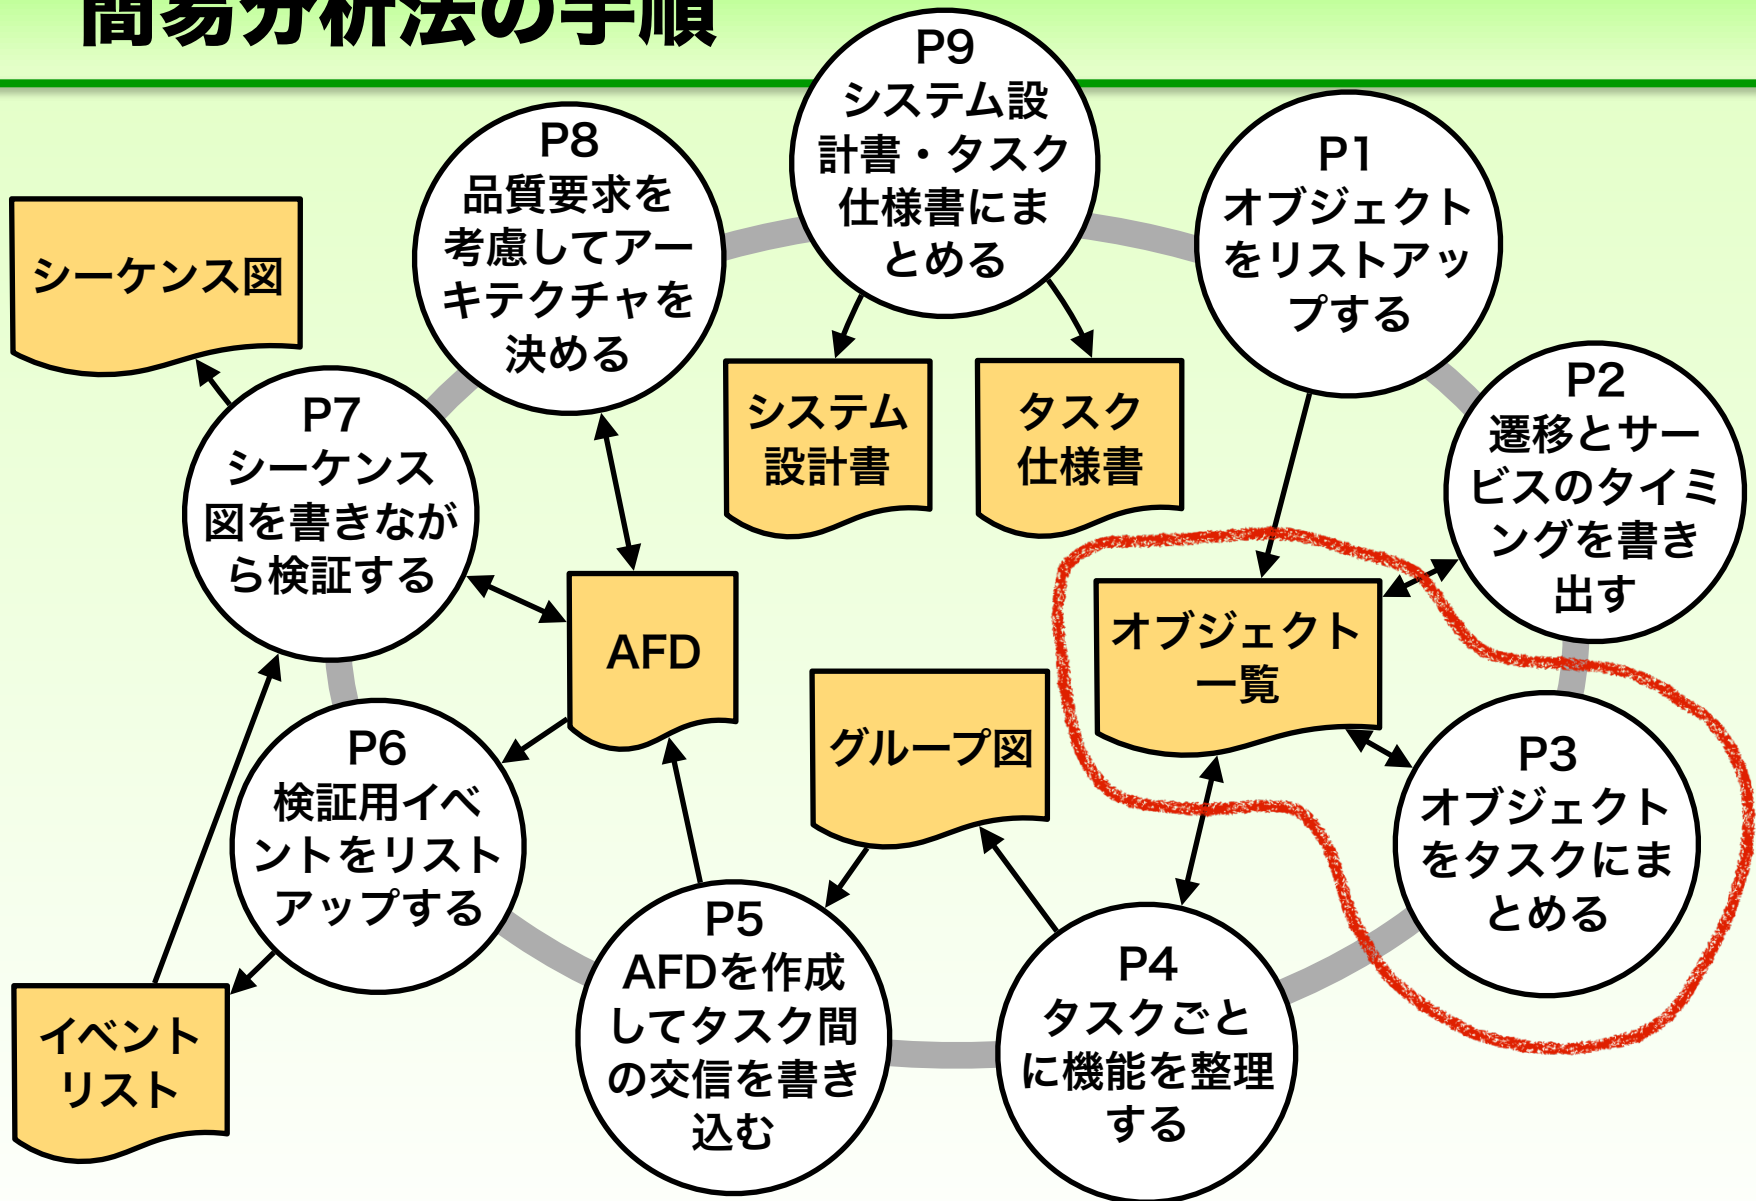 簡易分析法の手順
P9
システム設
計書・タスク
仕様書にま
とめる
P1
オブジェクト
をリストアッ
プする
P2
遷移とサー
ビスのタイミ
ングを書き
出す
P3
オブジェクト
をタスクにま
とめる
P4
タスクごと
に機能を整理
する
P5
AFDを作成
してタスク間
の交信を書き
込む
P6
検証用イベ
ントをリスト
アップする
P7
シーケンス
図を書きなが
ら検証する
P8
品質要求を
考慮してアー
キテクチャを
決める
シーケンス図
システム
設計書
タスク
仕様書
AFD
オブジェクト
一覧
グループ図
イベント
リスト